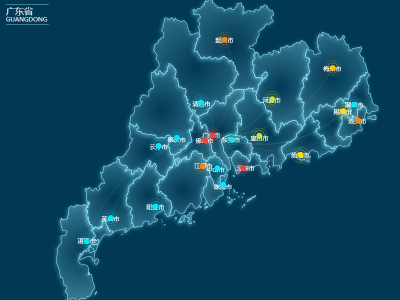 广东省
GUANGDONG
韶关市
梅州市
清远市
河源市
潮州市
揭阳市
汕头市
广州市
肇庆市
佛山市
东莞市
惠州市
云浮市
汕尾市
江门市
中山市
深圳市
珠海市
阳江市
茂名市
湛江市